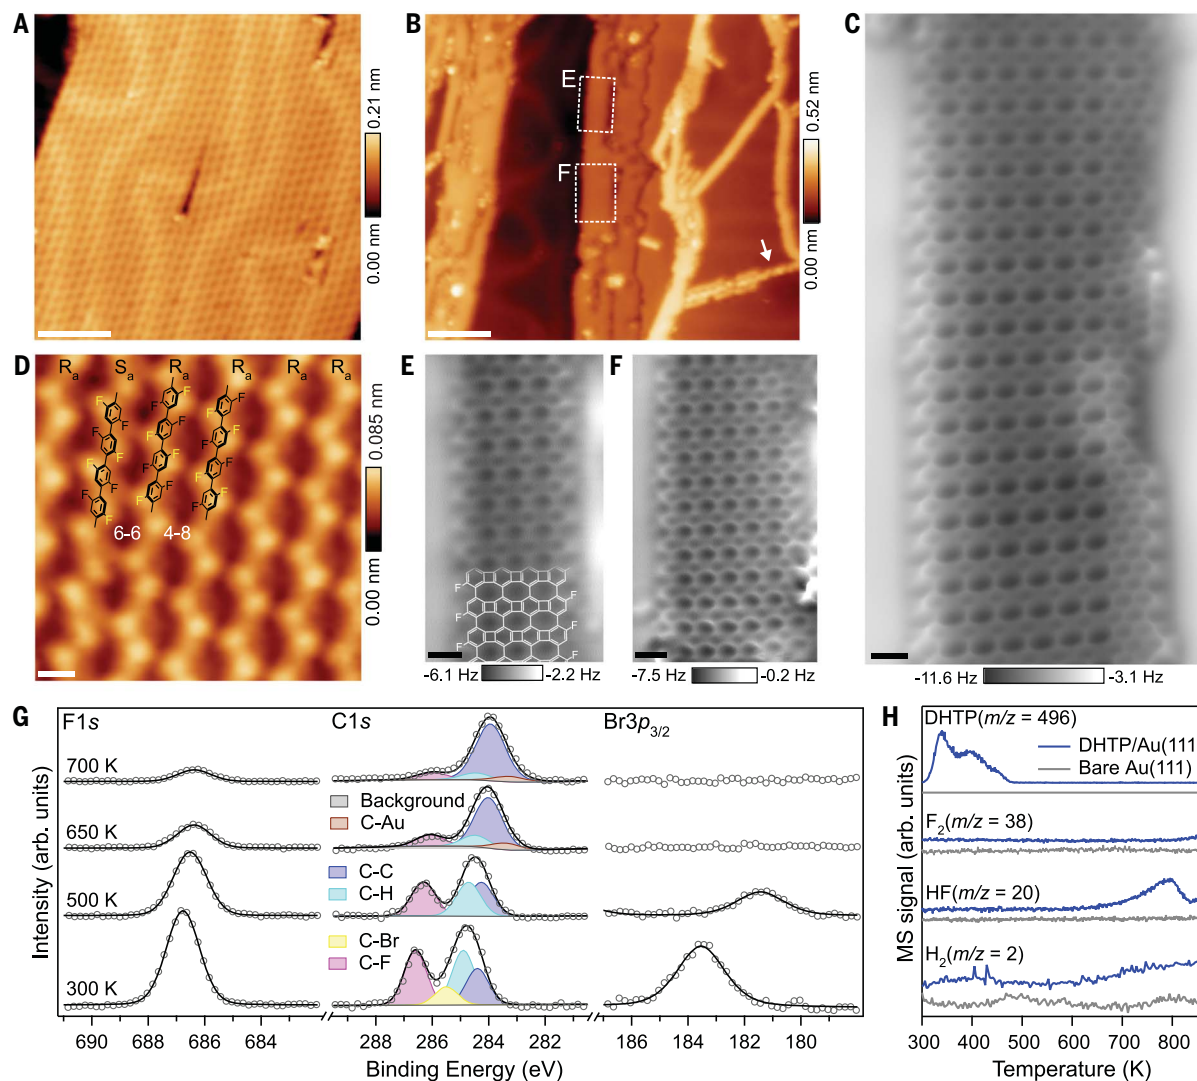 A
0.21 nm
0.00 nm
B
E
F
0.52 nm
0.00 nm
C
-11.6 Hz
-3.1 Hz
D
Rₐ Sₐ Rₐ Rₐ Rₐ Rₐ
F F F F
F F F F
F F F F
F F F F
F F F F
F F F F
6-6 4-8
0.085 nm
0.00 nm
E
F F
F F
F F
-6.1 Hz
-2.2 Hz
F
-7.5 Hz
-0.2 Hz
G
F1s
C1s
Br3p₃/₂
700 K
650 K
500 K
300 K
Background
C-Au
C-C
C-H
C-Br
C-F
Intensity (arb. units)
690 688 686 684
288 286 284 282
186 184 182 180
Binding Energy (eV)
H
DHTP(m/z = 496)
DHTP/Au(111
Bare Au(111)
F₂(m/z = 38)
HF(m/z = 20)
H₂(m/z = 2)
MS signal (arb. units)
300 400 500 600 700 800
Temperature (K)